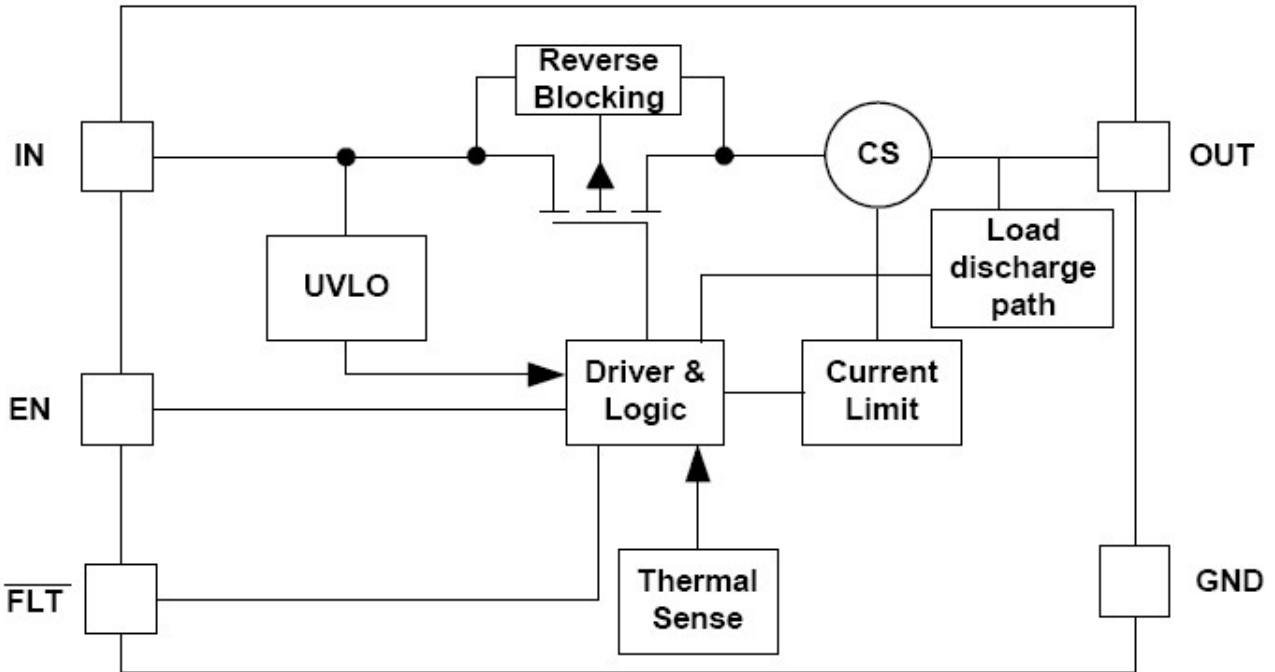 Reverse
Blocking
IN
CS
OUT
UVLO
Load
discharge
path
EN
Driver &
Logic
Current
Limit
FLT
Thermal
Sense
GND